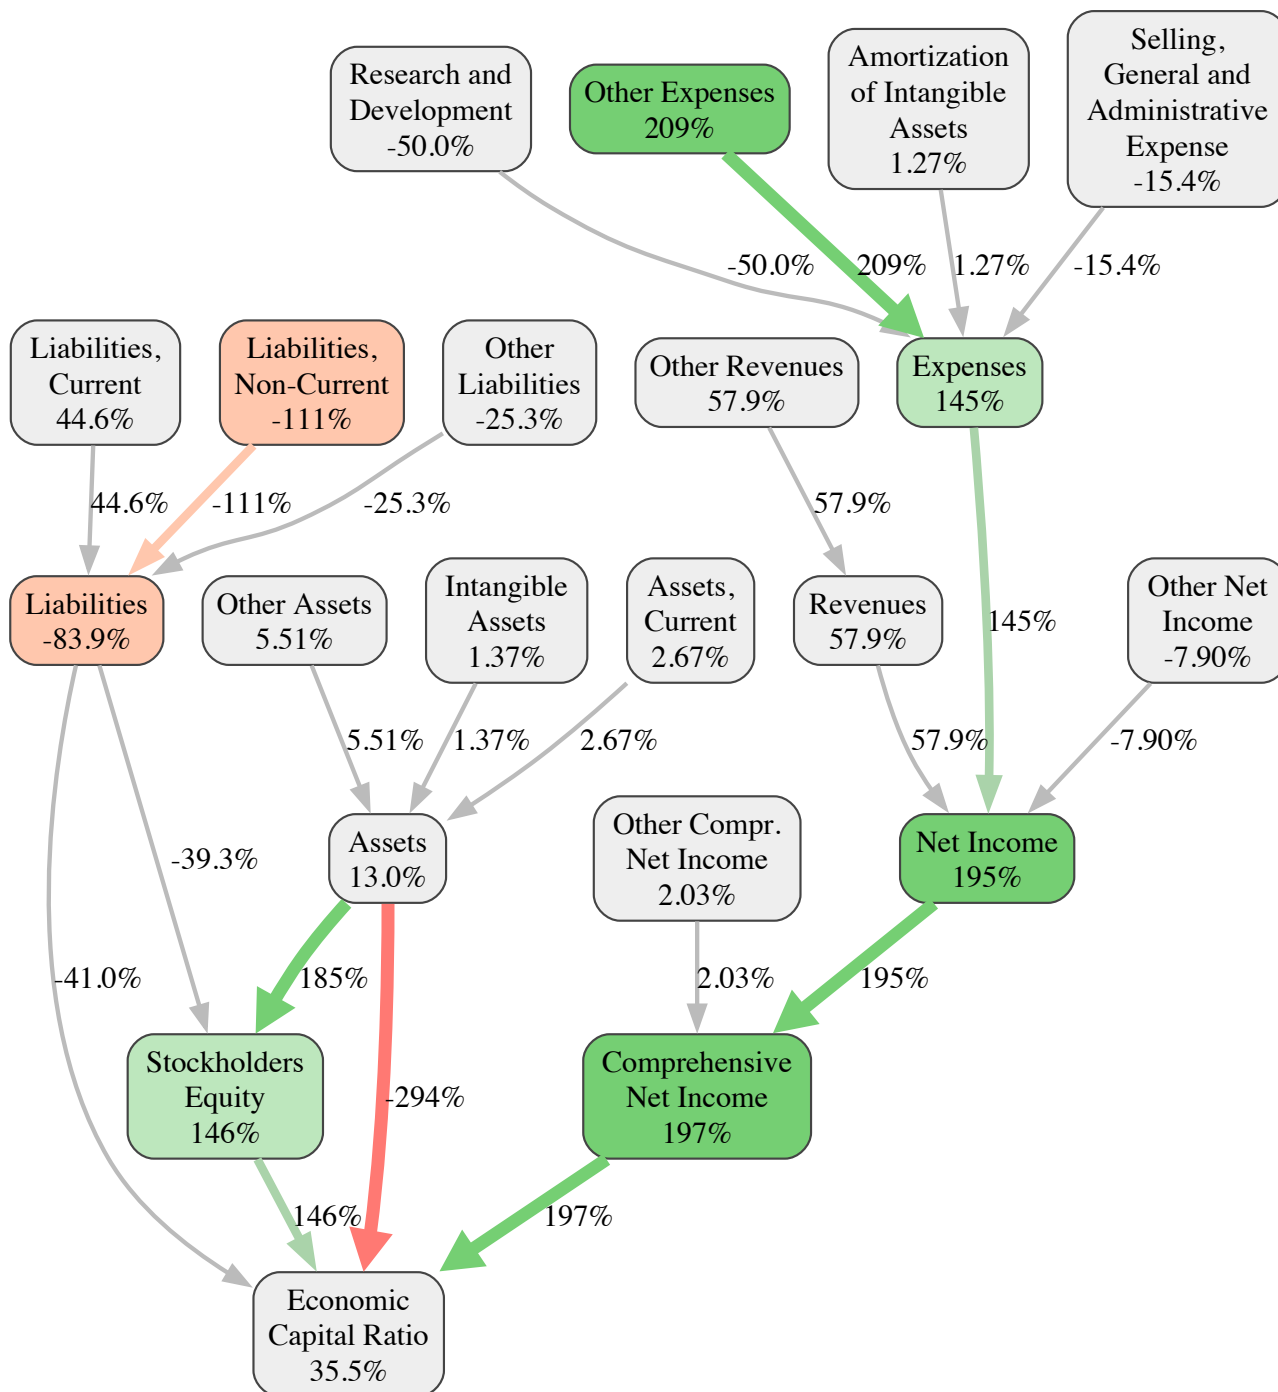 Research and
Development
-50.0%
Other Expenses
209%
Amortization
of Intangible
Assets
1.27%
Selling,
General and
Administrative
Expense
-15.4%
-50.0%
209%
1.27%
-15.4%
Liabilities,
Current
44.6%
Liabilities,
Non-Current
-111%
Other
Liabilities
-25.3%
Other Revenues
57.9%
Expenses
145%
44.6%
-111%
-25.3%
57.9%
145%
Liabilities
-83.9%
Other Assets
5.51%
Intangible
Assets
1.37%
Assets,
Current
2.67%
Revenues
57.9%
Other Net
Income
-7.90%
5.51%
1.37%
2.67%
57.9%
-7.90%
-39.3%
Assets
13.0%
Other Compr.
Net Income
2.03%
Net Income
195%
-41.0%
185%
-294%
2.03%
195%
Stockholders
Equity
146%
Comprehensive
Net Income
197%
146%
197%
Economic
Capital Ratio
35.5%